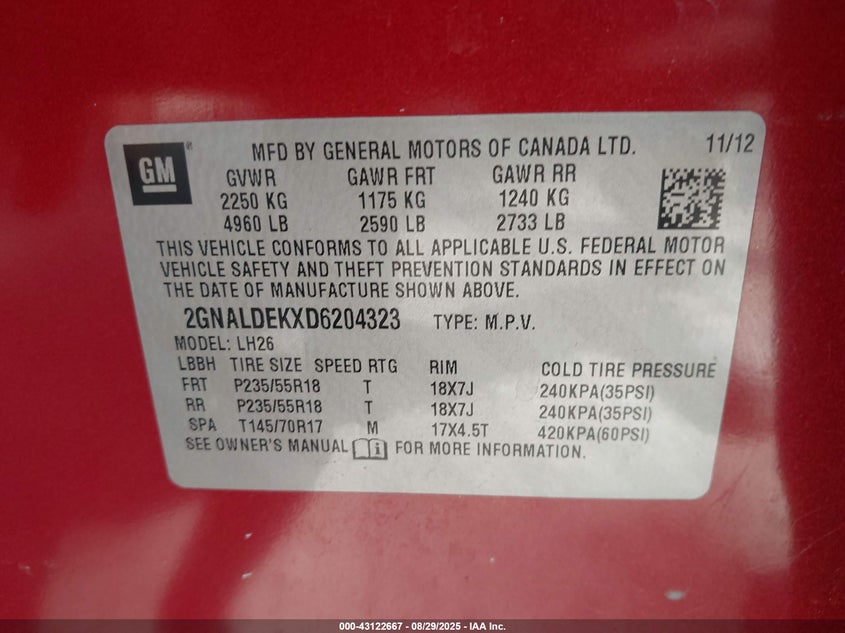 GM®
MFD BY GENERAL MOTORS OF CANADA LTD. 11/12
GVWR GAWR FRT GAWR RR
2250 KG 1175 KG 1240 KG
4960 LB 2590 LB 2733 LB
THIS VEHICLE CONFORMS TO ALL APPLICABLE U.S. FEDERAL MOTOR
VEHICLE SAFETY AND THEFT PREVENTION STANDARDS IN EFFECT ON
THE DATE OF MANUFACTURE SHOWN ABOVE.
2GNALDEKXD6204323 TYPE: M.P.V.
MODEL: LH26
LBBH TIRE SIZE SPEED RTG RIM COLD TIRE PRESSURE
FRT P235/55R18 T 18X7J 240KPA(35PSI)
RR P235/55R18 T 18X7J 240KPA(35PSI)
SPA T145/70R17 M 17X4.5T 420KPA(60PSI)
SEE OWNER'S MANUAL FOR MORE INFORMATION.
000-43122667 - 08/29/2025 - IAA Inc.